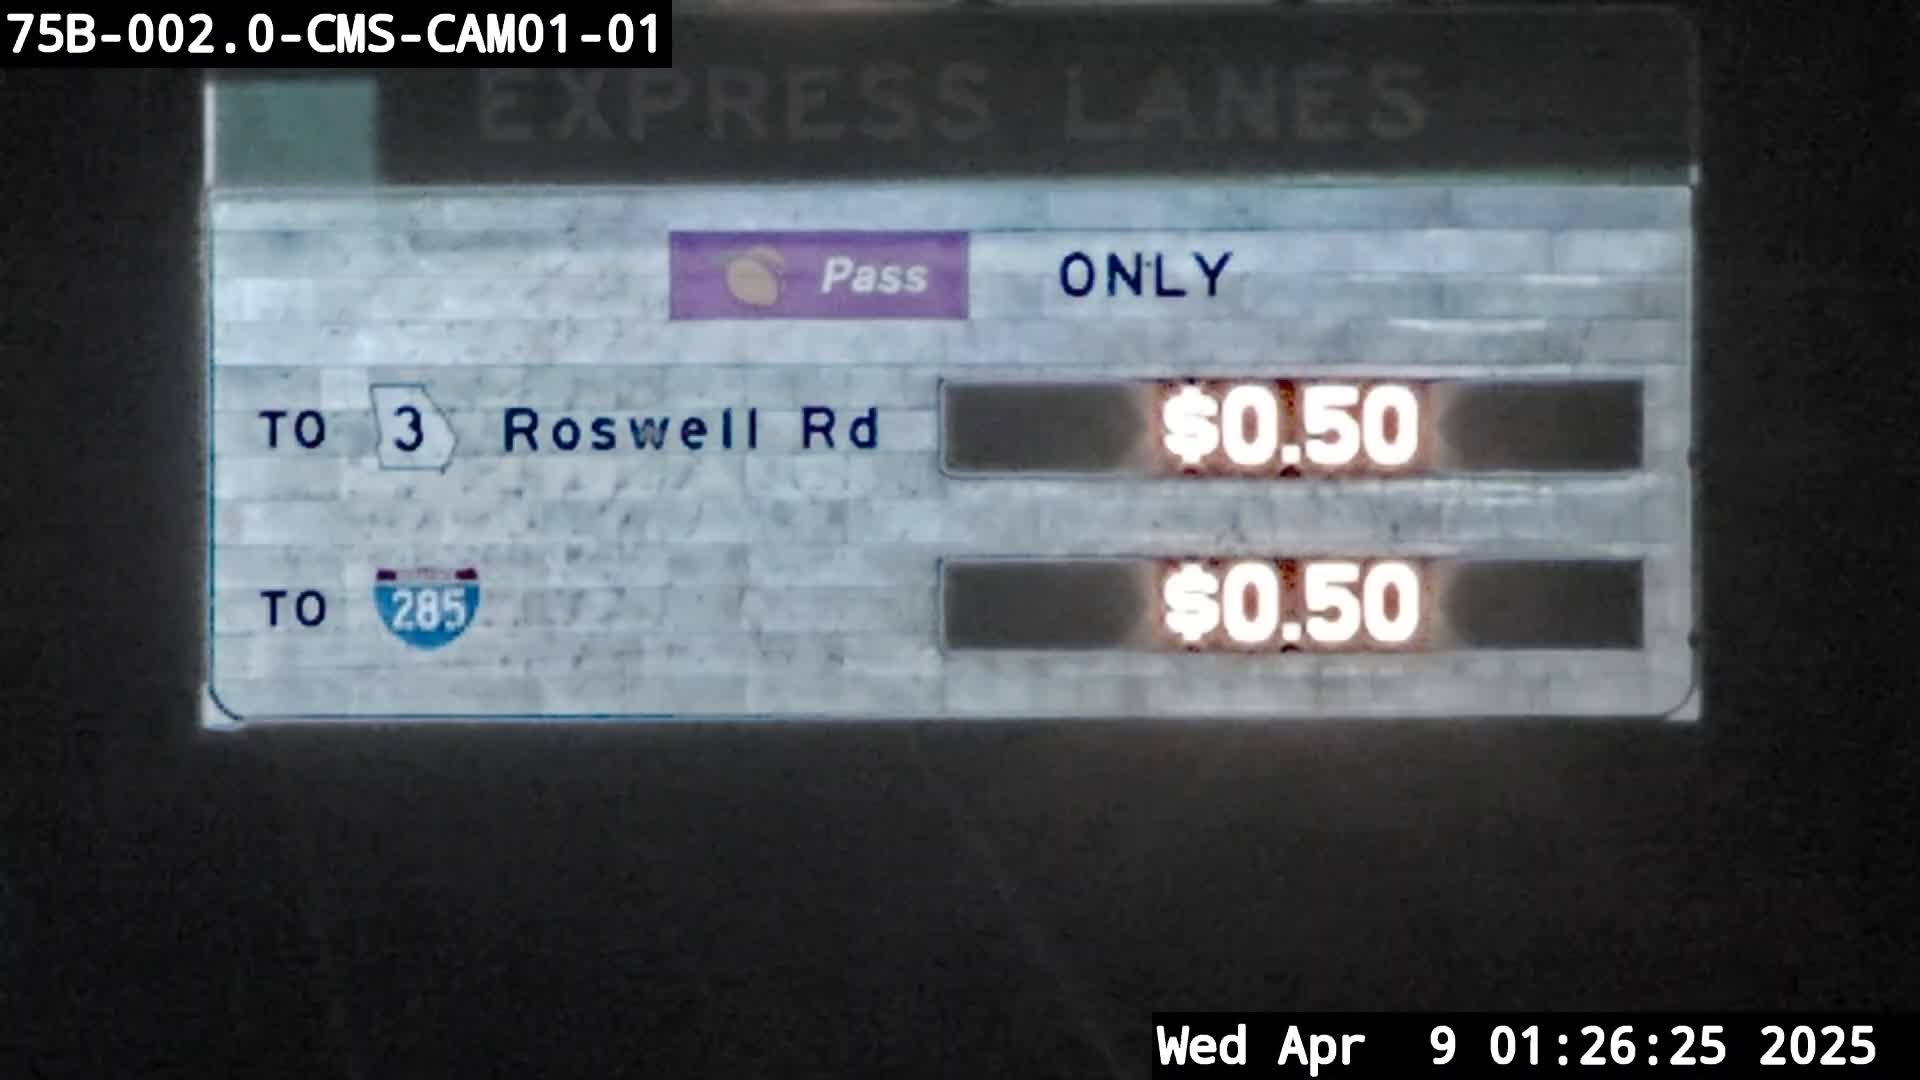 75B-002.0-CMS-CAM01-01
EXPRESS LANES
Pass ONLY
TO 3 Roswell Rd $0.50
TO 285 $0.50
Wed Apr 9 01:26:25 2025